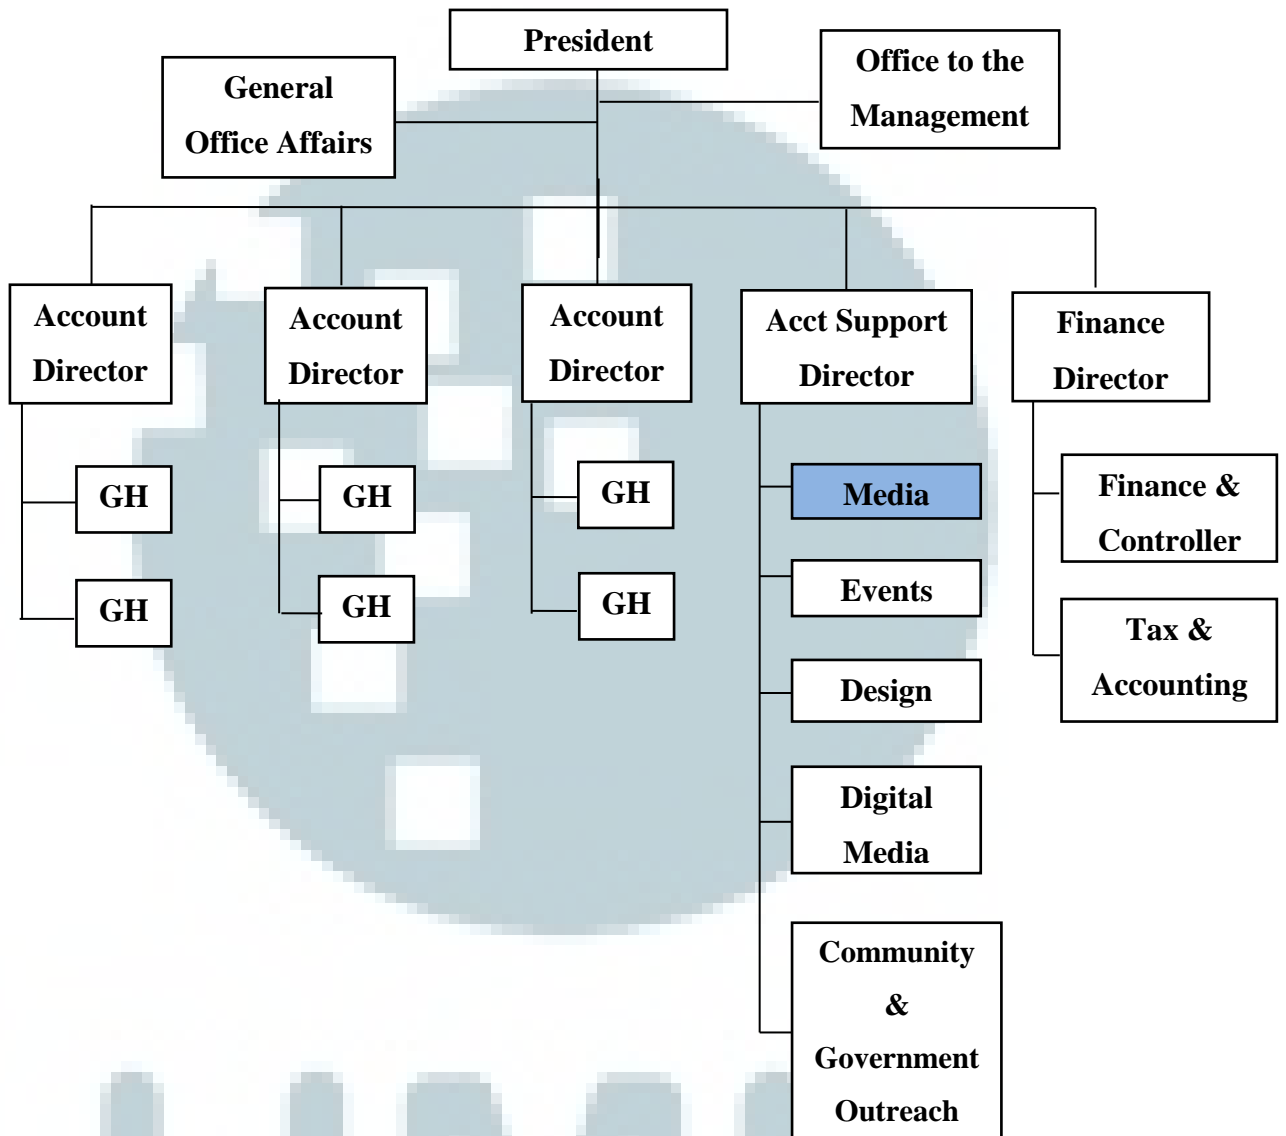 President
General
Office Affairs
Office to the
Management
Account
Director
Account
Director
Account
Director
Acct Support
Director
Finance
Director
GH
GH
GH
GH
GH
GH
Media
Events
Design
Digital
Media
Community
&
Government
Outreach
Finance &
Controller
Tax &
Accounting